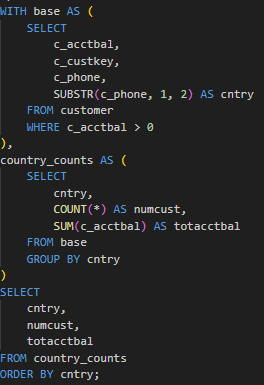 WITH base AS (
    SELECT
        c_acctbal,
        c_custkey,
        c_phone,
        SUBSTR(c_phone, 1, 2) AS cntry
    FROM customer
    WHERE c_acctbal > 0
),
country_counts AS (
    SELECT
        cntry,
        COUNT(*) AS numcust,
        SUM(c_acctbal) AS totacctbal
    FROM base
    GROUP BY cntry
)
SELECT
    cntry,
    numcust,
    totacctbal
FROM country_counts
ORDER BY cntry;